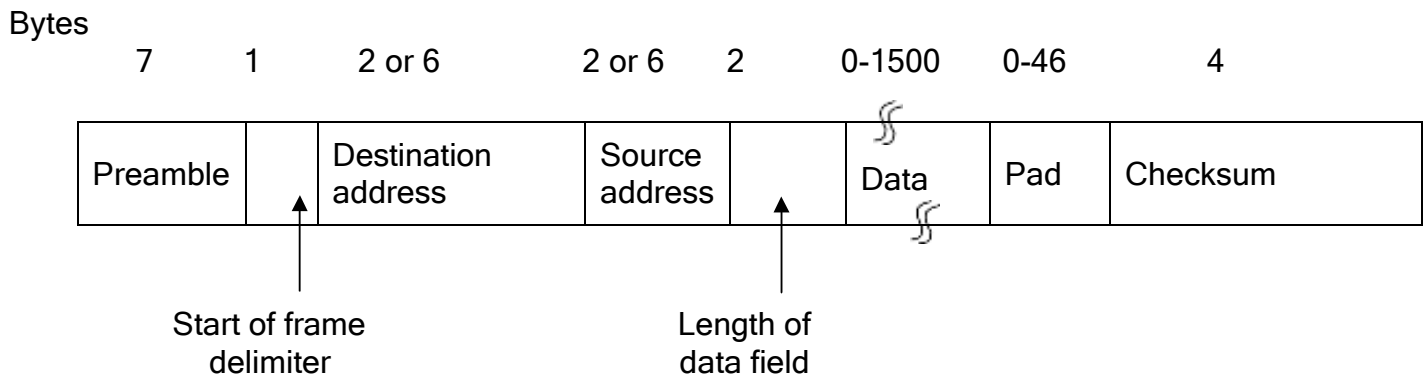 Bytes
7 1 2 or 6 2 or 6 2 0-1500 0-46 4
Preamble Destination address Source address Data Pad Checksum
Start of frame delimiter
Length of data field